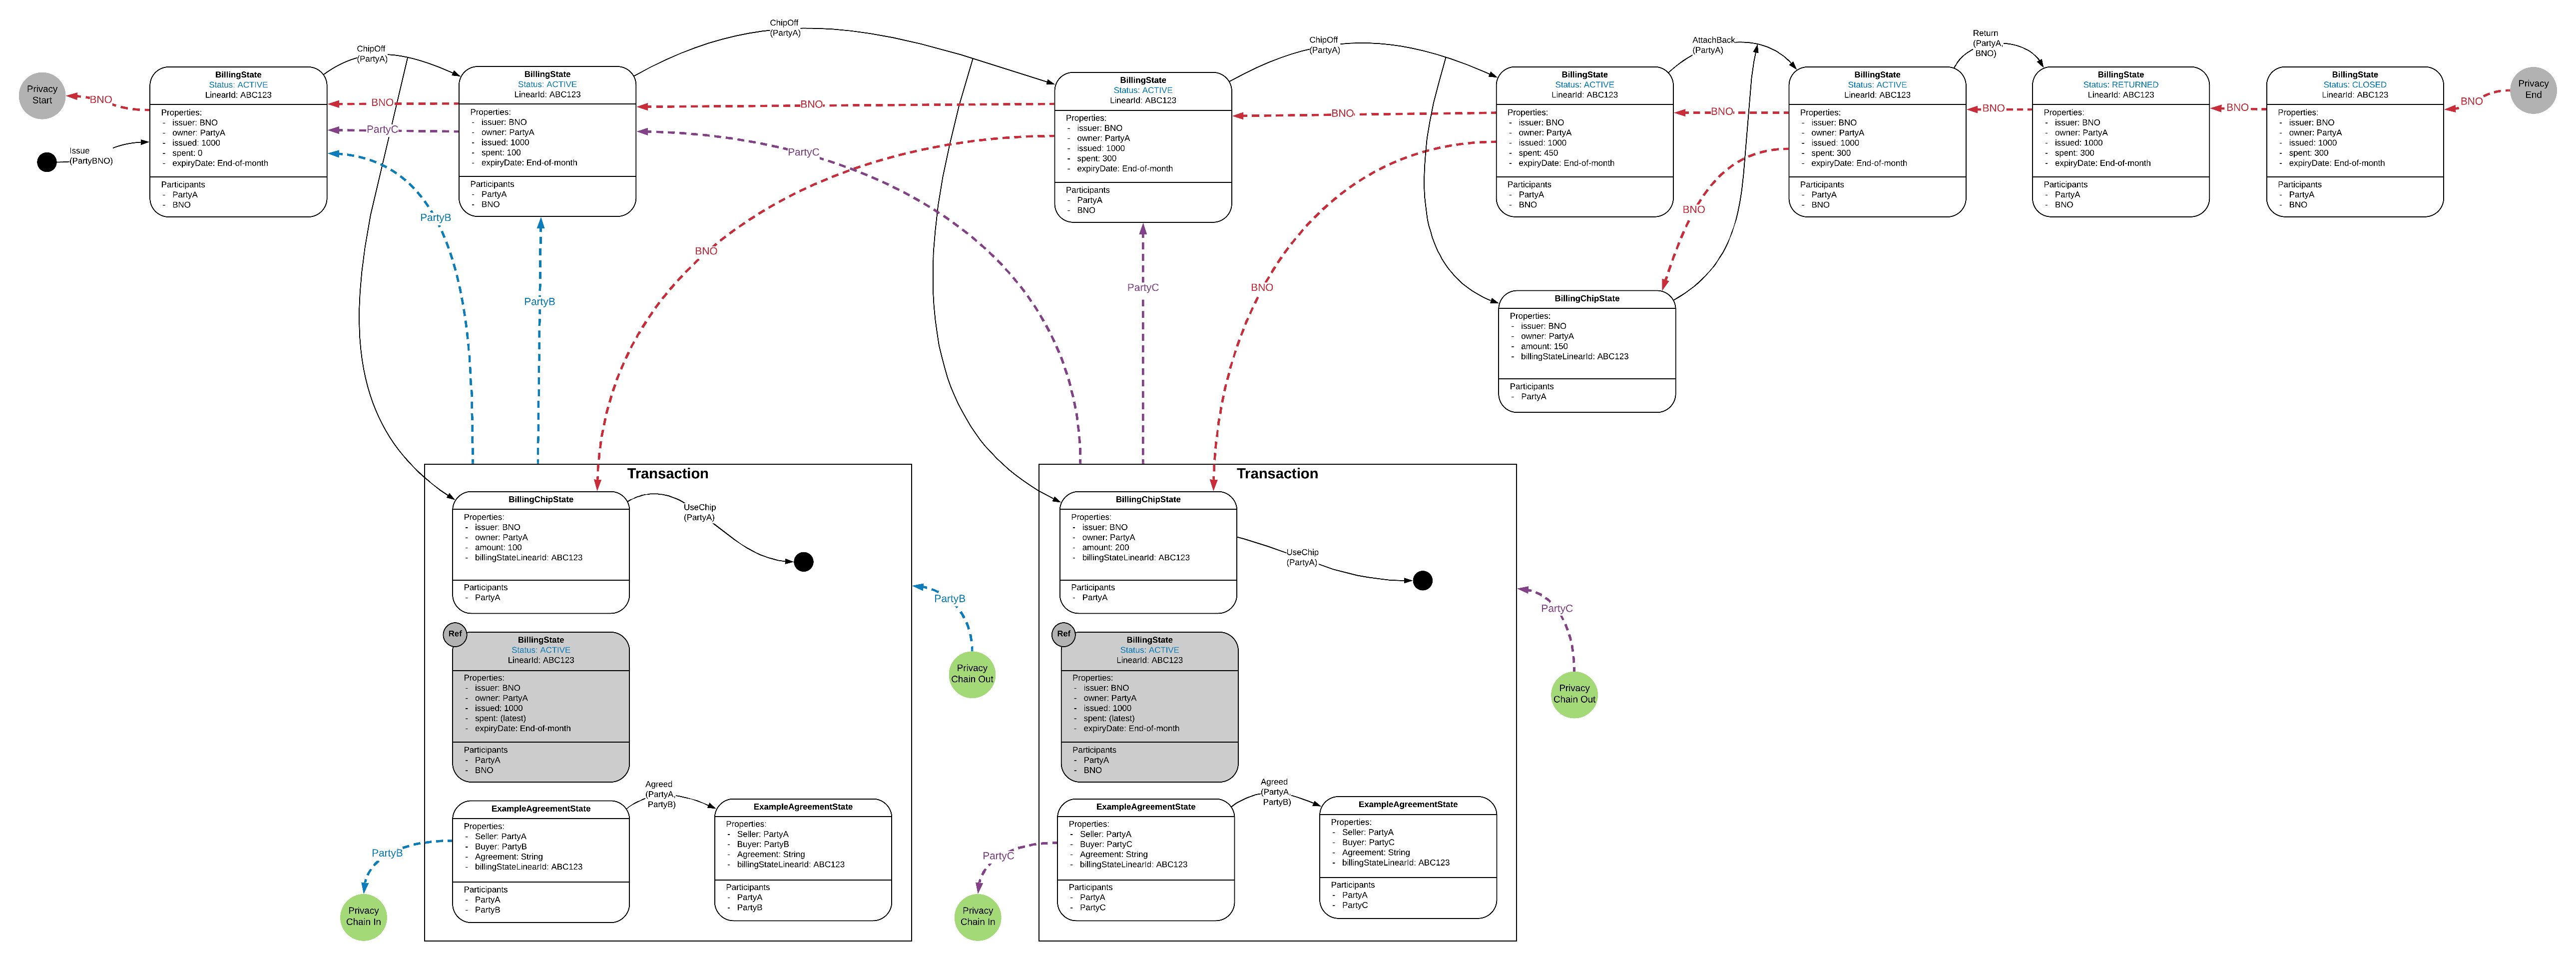 Privacy
Start
BNO
Issue
(PartyBNO)
BillingState
Status: ACTIVE
LinearId: ABC123
Properties:
- issuer: BNO
- owner: PartyA
- issued: 1000
- spent: 0
- expiryDate: End-of-month
Participants
- PartyA
- BNO
ChipOff
(PartyA)
BNO
PartyC
PartyB
BillingState
Status: ACTIVE
LinearId: ABC123
Properties:
- issuer: BNO
- owner: PartyA
- issued: 1000
- spent: 100
- expiryDate: End-of-month
Participants
- PartyA
- BNO
PartyB
ChipOff
(PartyA)
BNO
PartyC
BNO
BillingState
Status: ACTIVE
LinearId: ABC123
Properties:
- issuer: BNO
- owner: PartyA
- issued: 1000
- spent: 300
- expiryDate: End-of-month
Participants
- PartyA
- BNO
PartyC
ChipOff
(PartyA)
BNO
BNO
BillingState
Status: ACTIVE
LinearId: ABC123
Properties:
- issuer: BNO
- owner: PartyA
- issued: 1000
- spent: 450
- expiryDate: End-of-month
Participants
- PartyA
- BNO
AttachBack
(PartyA)
BNO
BNO
BillingState
Status: ACTIVE
LinearId: ABC123
Properties:
- issuer: BNO
- owner: PartyA
- issued: 1000
- spent: 300
- expiryDate: End-of-month
Participants
- PartyA
- BNO
Return
(PartyA,
BNO)
BNO
BillingState
Status: RETURNED
LinearId: ABC123
Properties:
- issuer: BNO
- owner: PartyA
- issued: 1000
- spent: 300
- expiryDate: End-of-month
Participants
- PartyA
- BNO
BNO
BillingState
Status: CLOSED
LinearId: ABC123
Properties:
- issuer: BNO
- owner: PartyA
- issued: 1000
- spent: 300
- expiryDate: End-of-month
Participants
- PartyA
- BNO
BNO
Privacy
End
BillingChipState
Properties:
- issuer: BNO
- owner: PartyA
- amount: 150
- billingStateLinearId: ABC123
Participants
- PartyA
Transaction
BillingChipState
Properties:
- issuer: BNO
- owner: PartyA
- amount: 100
- billingStateLinearId: ABC123
Participants
- PartyA
UseChip
(PartyA)
Ref
BillingState
Status: ACTIVE
LinearId: ABC123
Properties:
- issuer: BNO
- owner: PartyA
- issued: 1000
- spent: (latest)
- expiryDate: End-of-month
Participants
- PartyA
- BNO
ExampleAgreementState
Properties:
- Seller: PartyA
- Buyer: PartyB
- Agreement: String
- billingStateLinearId: ABC123
Participants
- PartyA
- PartyB
Agreed
(PartyA,
PartyB)
ExampleAgreementState
Properties:
- Seller: PartyA
- Buyer: PartyB
- Agreement: String
- billingStateLinearId: ABC123
Participants
- PartyA
- PartyB
PartyB
Privacy
Chain In
PartyB
Privacy
Chain Out
Transaction
BillingChipState
Properties:
- issuer: BNO
- owner: PartyA
- amount: 200
- billingStateLinearId: ABC123
Participants
- PartyA
UseChip
(PartyA)
Ref
BillingState
Status: ACTIVE
LinearId: ABC123
Properties:
- issuer: BNO
- owner: PartyA
- issued: 1000
- spent: (latest)
- expiryDate: End-of-month
Participants
- PartyA
- BNO
ExampleAgreementState
Properties:
- Seller: PartyA
- Buyer: PartyC
- Agreement: String
- billingStateLinearId: ABC123
Participants
- PartyA
- PartyC
Agreed
(PartyA,
PartyB)
ExampleAgreementState
Properties:
- Seller: PartyA
- Buyer: PartyC
- Agreement: String
- billingStateLinearId: ABC123
Participants
- PartyA
- PartyC
PartyC
Privacy
Chain In
PartyC
Privacy
Chain Out